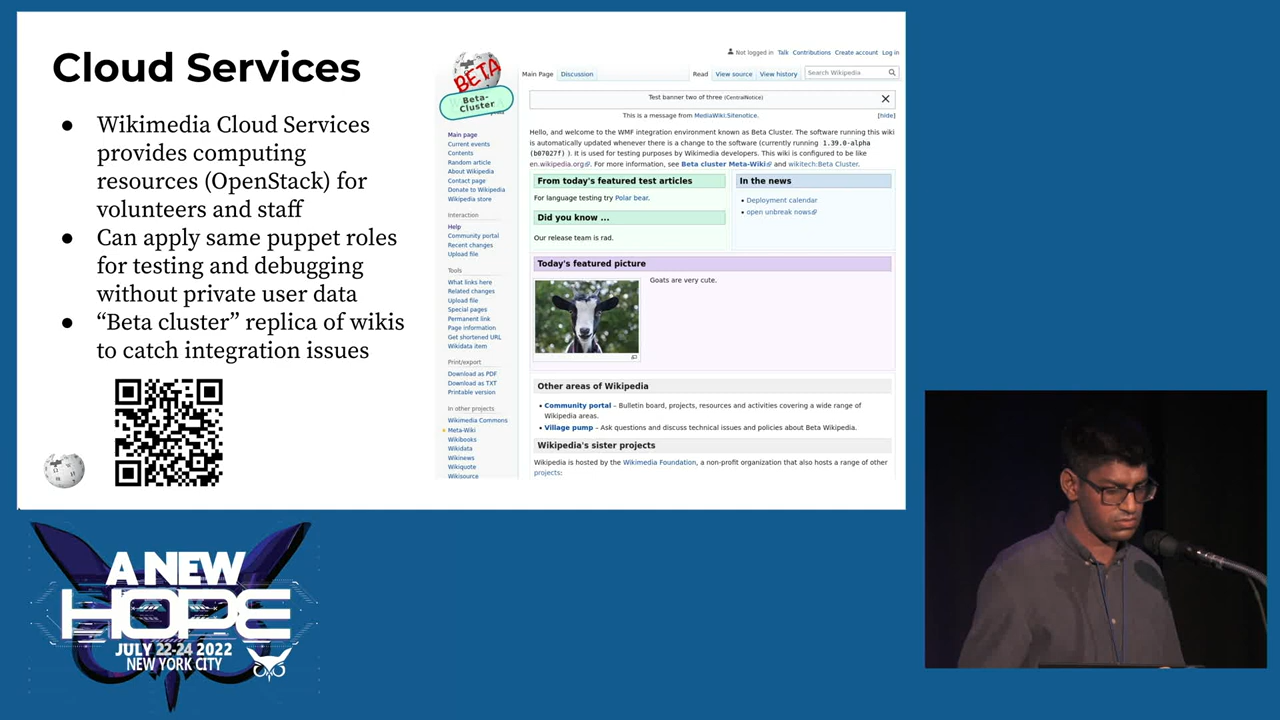 Cloud Services
● Wikimedia Cloud Services
provides computing
resources (OpenStack) for
volunteers and staff
● Can apply same puppet roles
for testing and debugging
without private user data
● “Beta cluster” replica of wikis
to catch integration issues
BETA
Beta-
Cluster
Main page
Current events
Contents
Random article
About Wikipedia
Contact page
Donate to Wikipedia
Wikipedia store
Interaction
Help
Community portal
Recent changes
Upload file
Tools
What links here
Related changes
Upload file
Special pages
Permanent link
Page information
Get shortened URL
Wikidata item
Print/export
Download as PDF
Download as TXT
Printable version
In other projects
Wikimedia Commons
Meta-Wiki
Wikibooks
Wikidata
Wikinews
Wikiquote
Wikisource
Not logged in Talk Contributions Create account Log in
Main Page Discussion Read View source View history Search Wikipedia
Test banner two of three (CentralNotice)
This is a message from MediaWiki:Sitenotice. [hide]
Hello, and welcome to the WMF integration environment known as Beta Cluster. The software running this wiki
is automatically updated whenever there is a change to the software (currently running 1.39.0-alpha
(b07027f) ). It is used for testing purposes by Wikimedia developers. This wiki is configured to be like
en.wikipedia.org. For more information, see Beta cluster Meta-Wiki and wikitech:Beta Cluster.
From today's featured test articles
For language testing try Polar bear.
Did you know ...
Our release team is rad.
In the news
• Deployment calendar
• open unbreak nows
Today's featured picture
Goats are very cute.
Other areas of Wikipedia
• Community portal – Bulletin board, projects, resources and activities covering a wide range of
Wikipedia areas.
• Village pump – Ask questions and discuss technical issues and policies about Beta Wikipedia.
Wikipedia's sister projects
Wikipedia is hosted by the Wikimedia Foundation, a non-profit organization that also hosts a range of other
projects:
A NEW
HOPE
JULY 22-24 2022
NEW YORK CITY